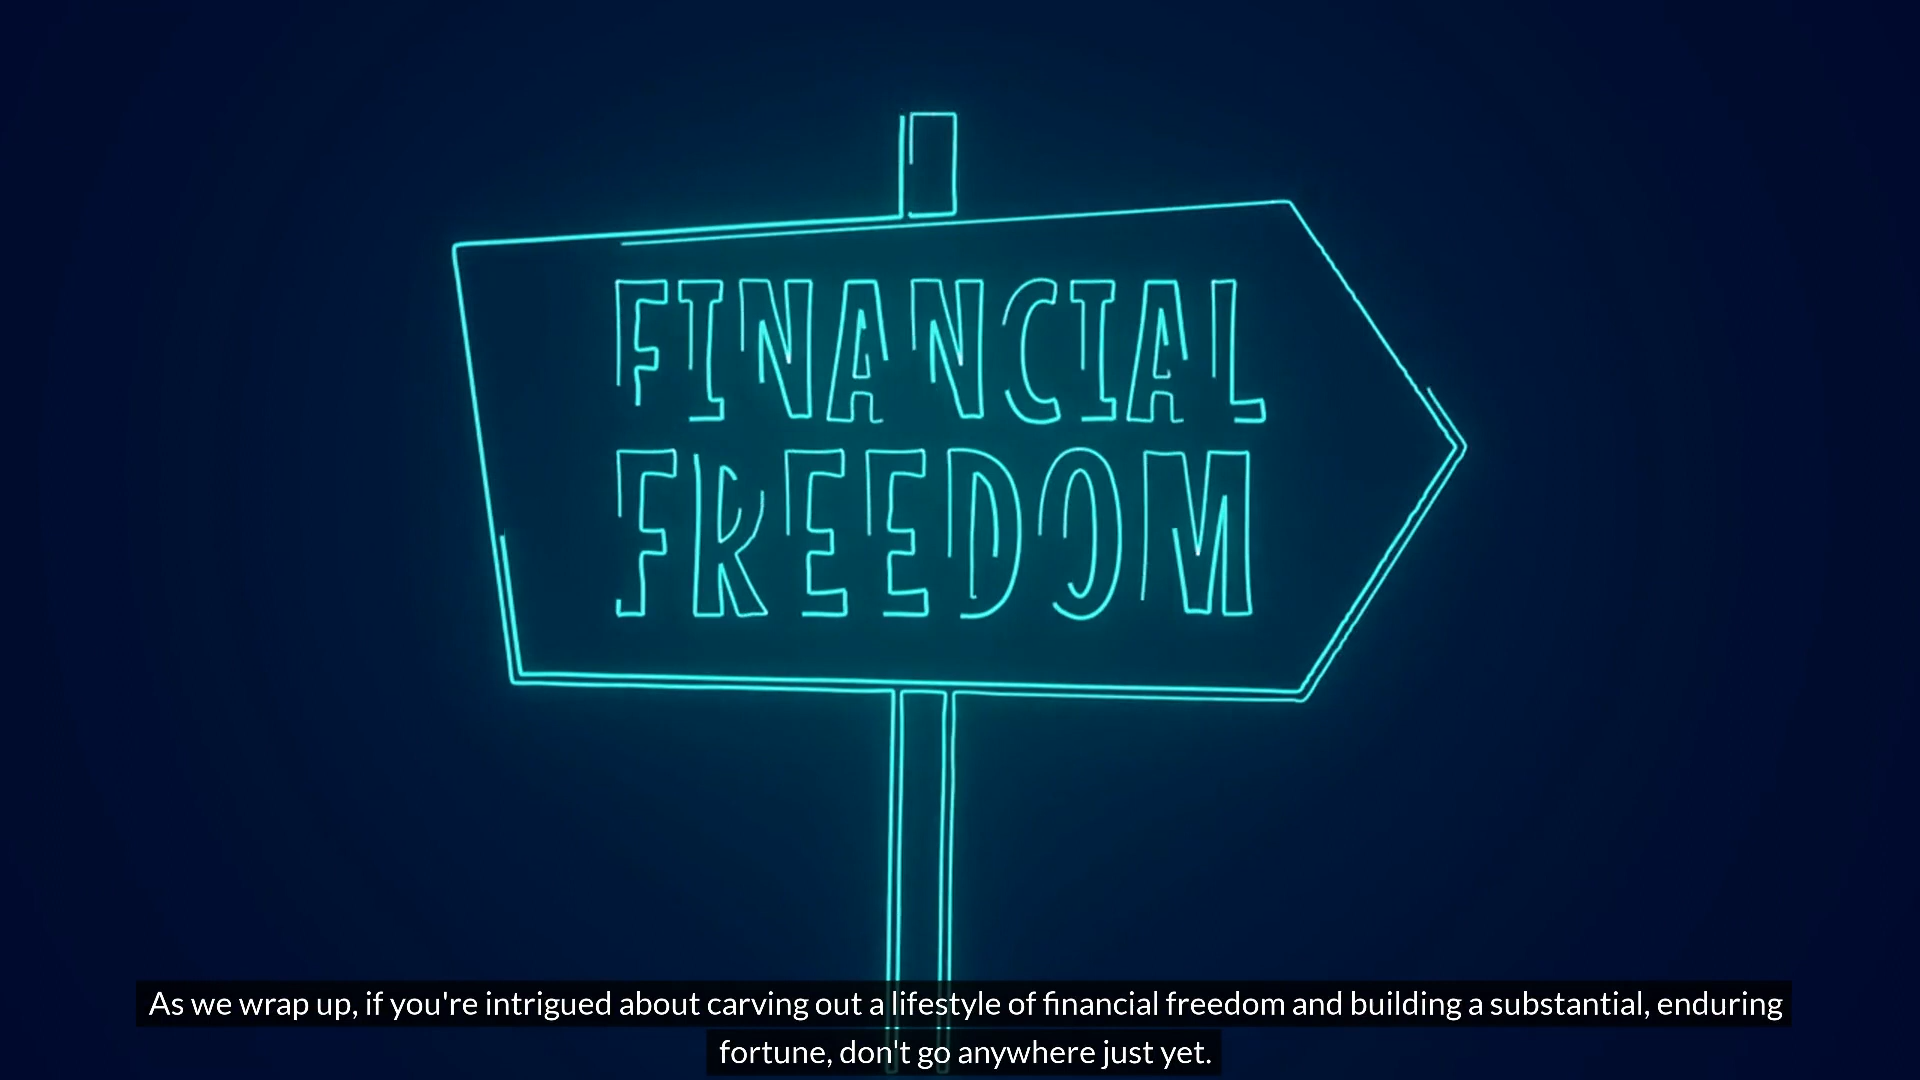 FINANCIAL
FREEDOM
As we wrap up, if you're intrigued about carving out a lifestyle of financial freedom and building a substantial, enduring
fortune, don't go anywhere just yet.